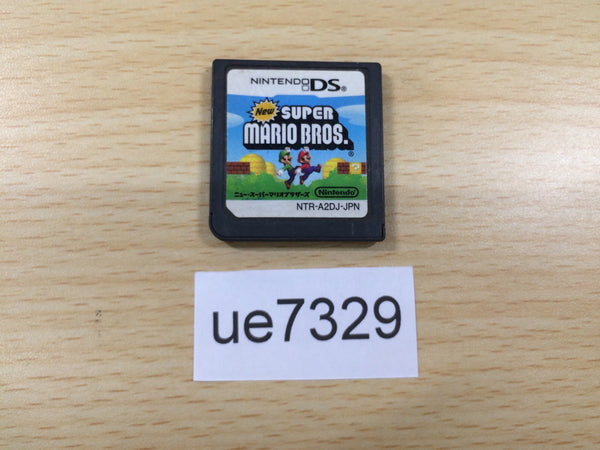 NINTENDO DS®
New SUPER
MARIO BROS.®
ニュー・スーパーマリオブラザーズ
Nintendo®
NTR-A2DJ-JPN
ue7329